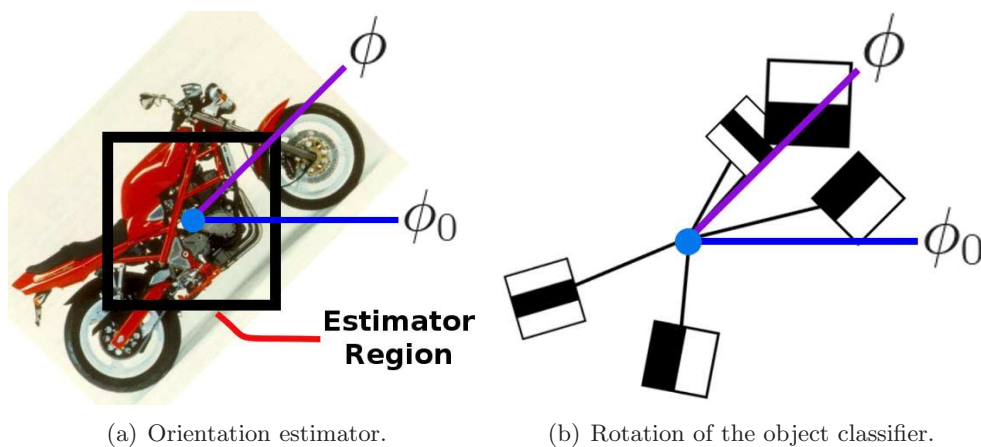 ϕ
ϕ0
Estimator
Region
(a) Orientation estimator.
ϕ
ϕ0
(b) Rotation of the object classifier.